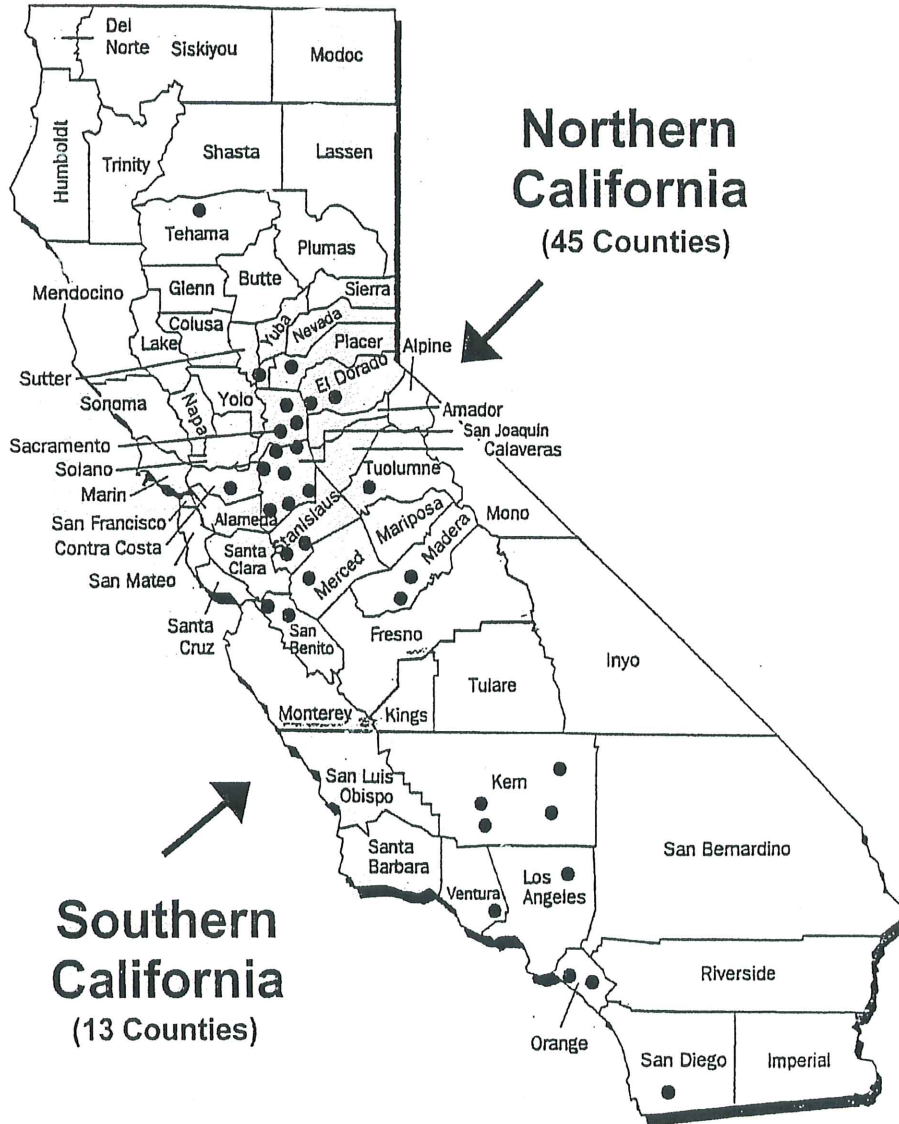 Del
Norte
Siskiyou
Modoc
Humboldt
Trinity
Shasta
Lassen
Northern
California
(45 Counties)
Tehama
Plumas
Mendocino
Glenn
Butte
Sierra
Colusa
Lake
Yuba
Nevada
Placer
Alpine
Sutter
El Dorado
Sonoma
Napa
Yolo
Amador
Sacramento
San Joaquin
Calaveras
Solano
Tuolumne
Marin
San Francisco
Alameda
Stanislaus
Mariposa
Mono
Contra Costa
Santa
Clara
Merced
Madera
San Mateo
Santa
Cruz
San
Benito
Fresno
Inyo
Tulare
Monterey
Kings
San Luis
Obispo
Kern
Santa
Barbara
San Bernardino
Ventura
Los
Angeles
Southern
California
(13 Counties)
Riverside
Orange
San Diego
Imperial